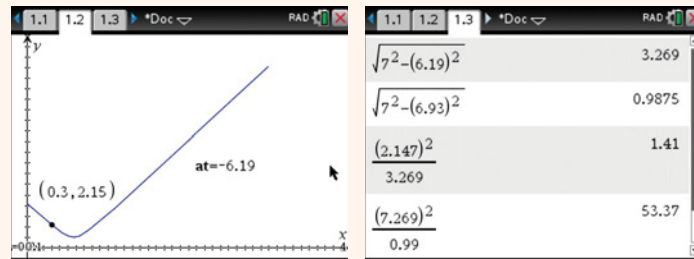 1.1 1.2 1.3 *Doc RAD
y
at=-6.19
(0.3,2.15)
x
1.1 1.2 1.3 *Doc RAD
√7²-(6.19)² 3.269
√7²-(6.93)² 0.9875
(2.147)²
3.269 1.41
(7.269)²
0.99 53.37